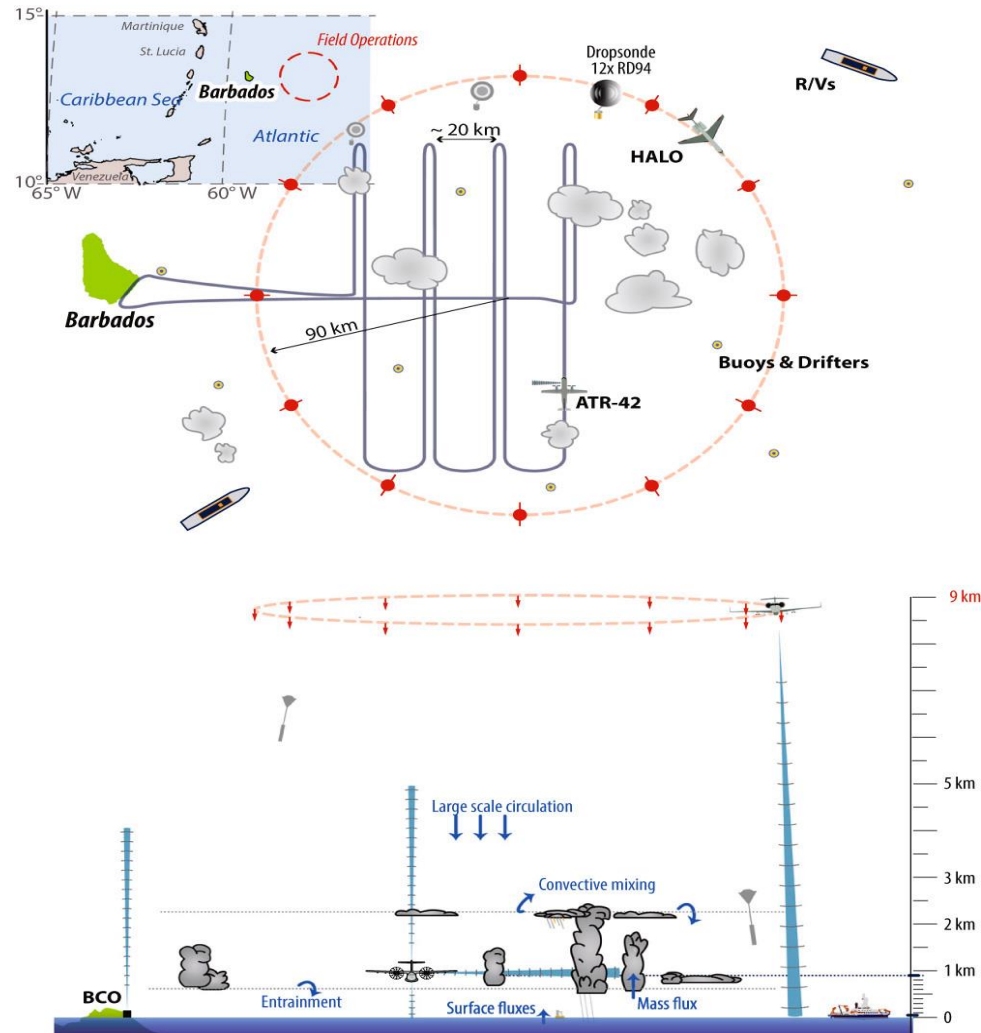 15°
Martinique
St. Lucia
Field Operations
Barbados
Caribbean Sea
Atlantic
Venezuela
10°
65° W
60° W
Dropsonde
12x RD94
R/Vs
HALO
~ 20 km
Barbados
90 km
Buoys & Drifters
ATR-42
9 km
5 km
Large scale circulation
3 km
Convective mixing
2 km
1 km
BCO
Entrainment
Surface fluxes
Mass flux
0